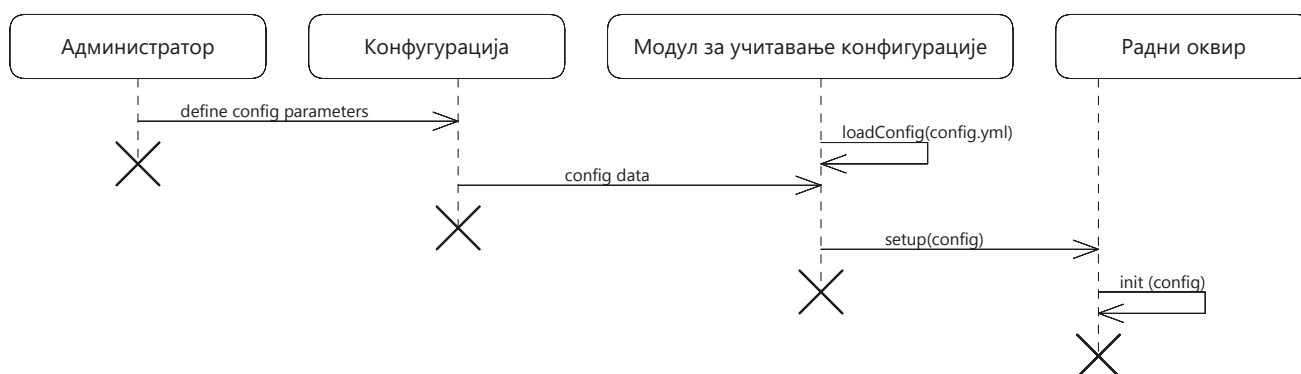 Администратор
Конфугурација
Модул за учитавање конфигурације
Радни оквир
define config parameters
loadConfig(config.yml)
config data
setup(config)
init (config)